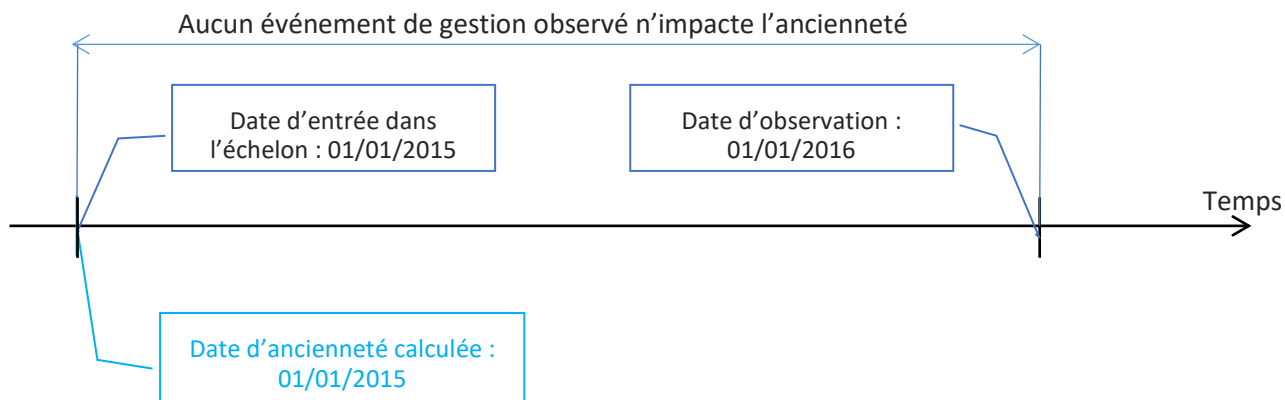 Aucun événement de gestion observé n’impacte l’ancienneté
Date d’entrée dans
l’échelon : 01/01/2015
Date d’observation :
01/01/2016
Temps
Date d’ancienneté calculée :
01/01/2015